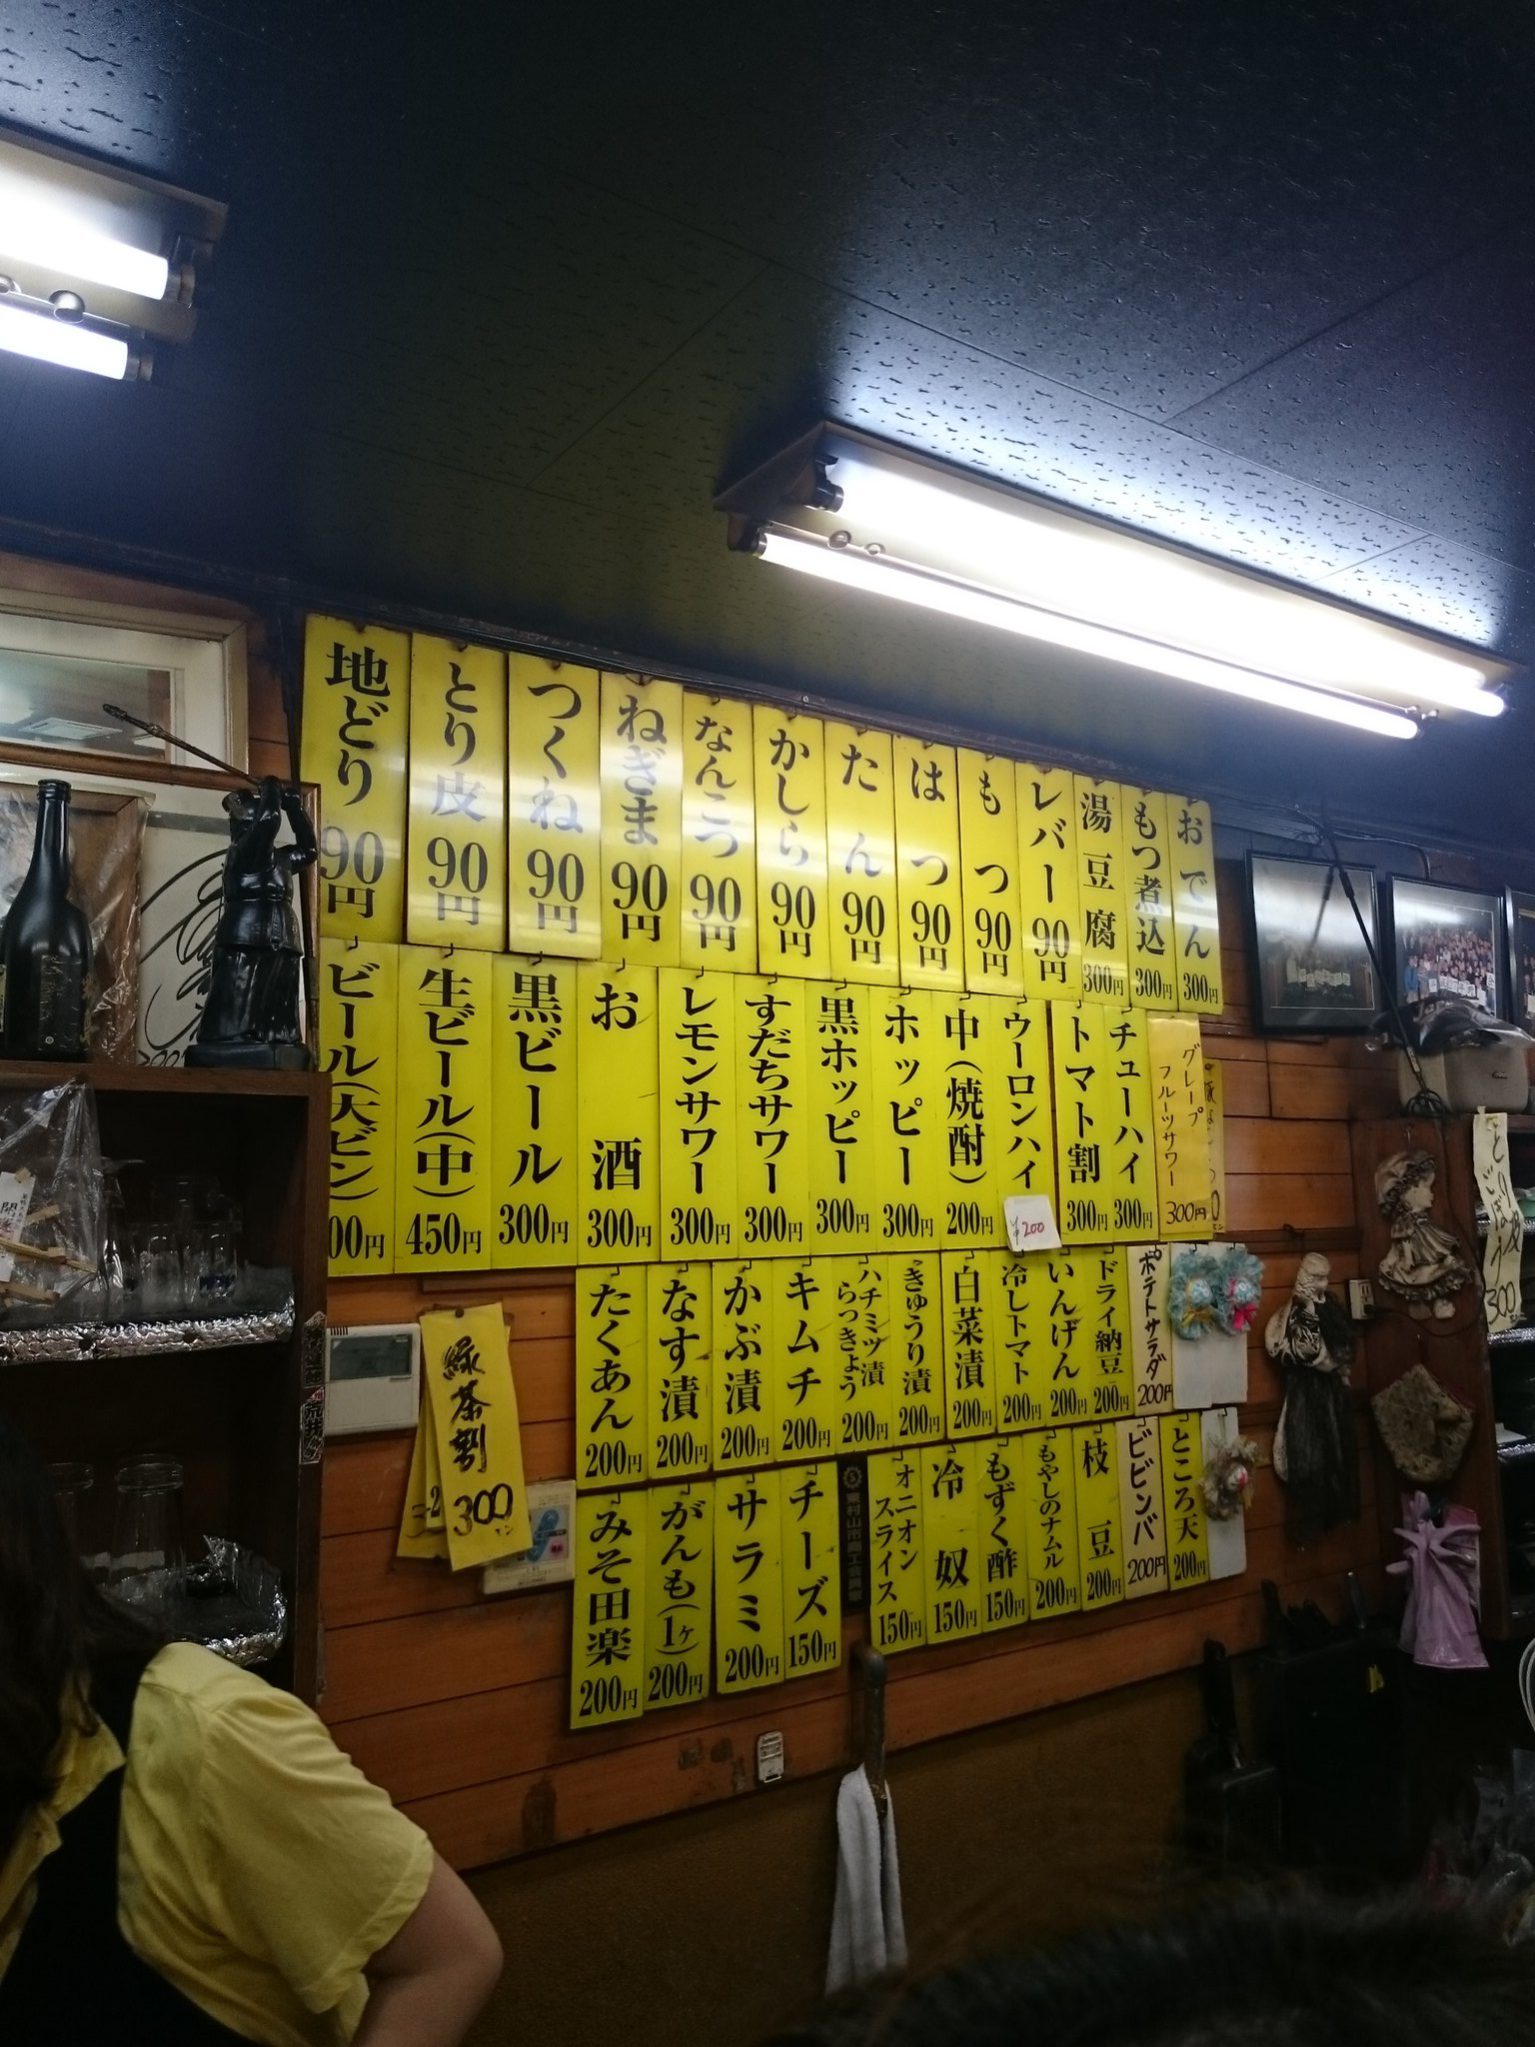 地どり 90円
とり皮 90円
つくね 90円
ねぎま 90円
なんこつ 90円
かしら 90円
たん 90円
はつ 90円
もつ 90円
レバー 90円
湯豆腐 300円
もつ煮込 300円
おでん 300円
ビール(大ビン) 00円
生ビール(中) 450円
黒ビール 300円
お酒 300円
レモンサワー 300円
すだちサワー 300円
黒ホッピー 300円
ホッピー 300円
中(焼酎) 200円
ウーロンハイ
¥200
トマト割 300円
チューハイ 300円
グレープフルーツサワー 300円
たくあん 200円
なす漬 200円
かぶ漬 200円
キムチ 200円
ハチミツ漬らっきょう 200円
きゅうり漬 200円
白菜漬 200円
冷しトマト 200円
いんげん 200円
ドライ納豆 200円
ポテトサラダ 200円
緑茶割 300
みそ田楽 200円
がんも(1ヶ) 200円
サラミ 200円
チーズ 150円
オニオンスライス 150円
冷奴 150円
もずく酢 150円
もやしのナムル 200円
枝豆 200円
ビビンバ 200円
ところ天 200円
300